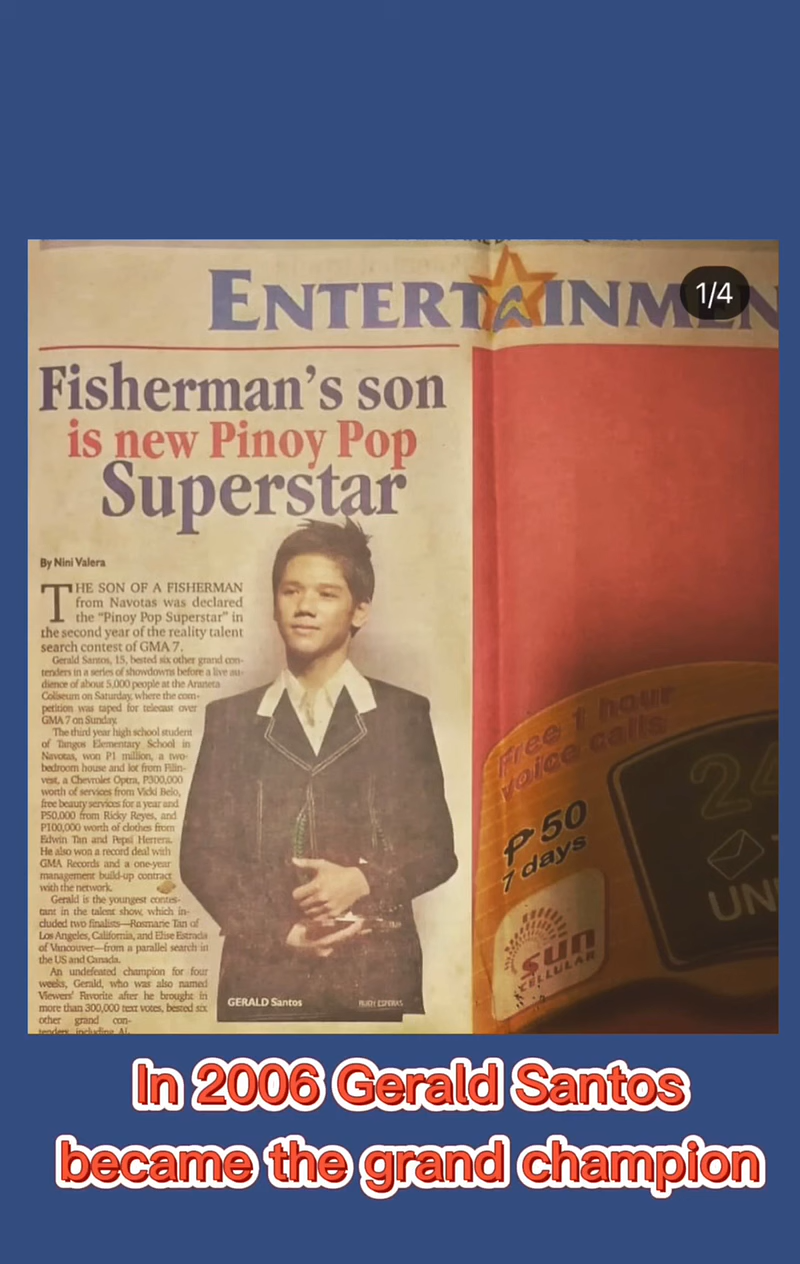 ENTERTAINMEN
1/4
Fisherman's son
is new Pinoy Pop
Superstar
By Nini Valera
THE SON OF A FISHERMAN
from Navotas was declared
the "Pinoy Pop Superstar" in
the second year of the reality talent
search contest of GMA 7.
Gerald Santos, 15, bested six other grand con-
tenders in a series of showdowns before a live au-
dience of about 5,000 people at the Araneta
Coliseum on Saturday, where the com-
petition was taped for telecast over
GMA 7 on Sunday.
The third year high school student
of Tangos Elementary School in
Navotas, won P1 million, a two-
bedroom house and lot from Filin-
vest, a Chevrolet Optra, P300,000
worth of services from Vicki Belo,
free beauty services for a year and
P50,000 from Ricky Reyes, and
P100,000 worth of clothes from
Edwin Tan and Pepsi Herrera.
He also won a record deal with
GMA Records and a one-year
management build-up contract
with the network.
Gerald is the youngest contes-
tant in the talent show, which in-
cluded two finalists—Rosmarie Tan of
Los Angeles, California, and Elise Estrada
of Vancouver—from a parallel search in
the US and Canada.
An undefeated champion for four
weeks, Gerald, who was also named
Viewers' Favorite after he brought in
more than 300,000 text votes, bested six
other grand con-
tenders, including Al-
GERALD Santos
RUDY ESPERAS
Free 1 hour
voice calls
₱50
7 days
24
UN
sun
CELLULAR
In 2006 Gerald Santos
became the grand champion